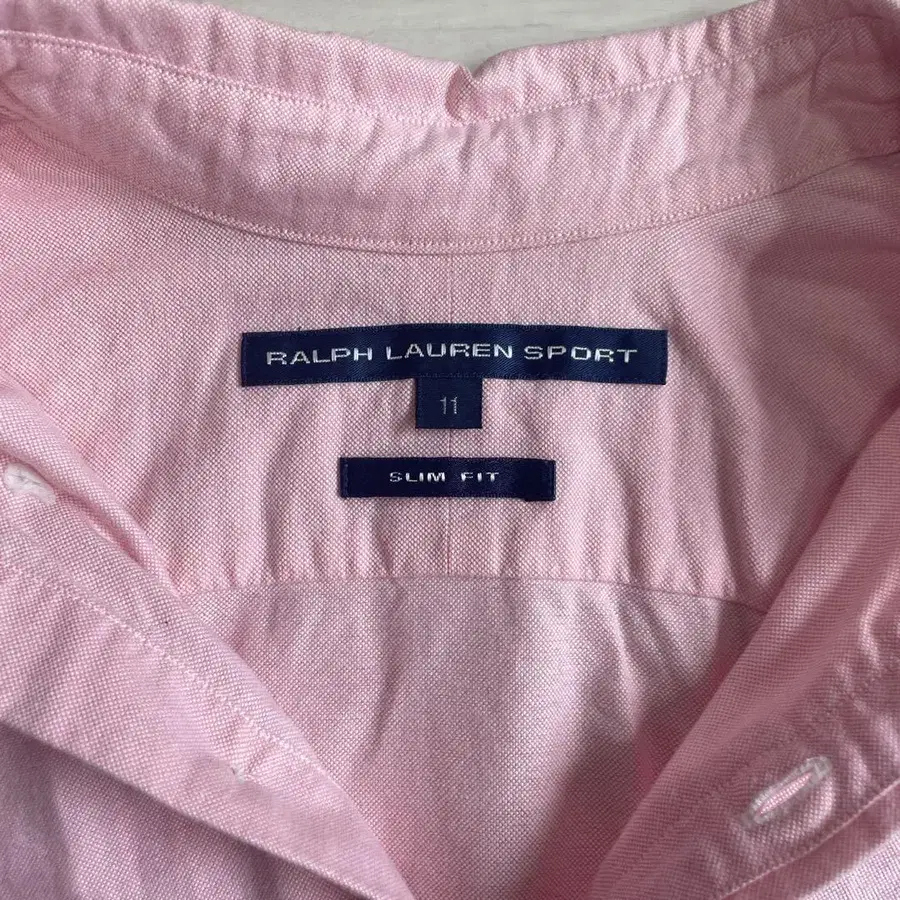 RALPH LAUREN SPORT
11
SLIM FIT